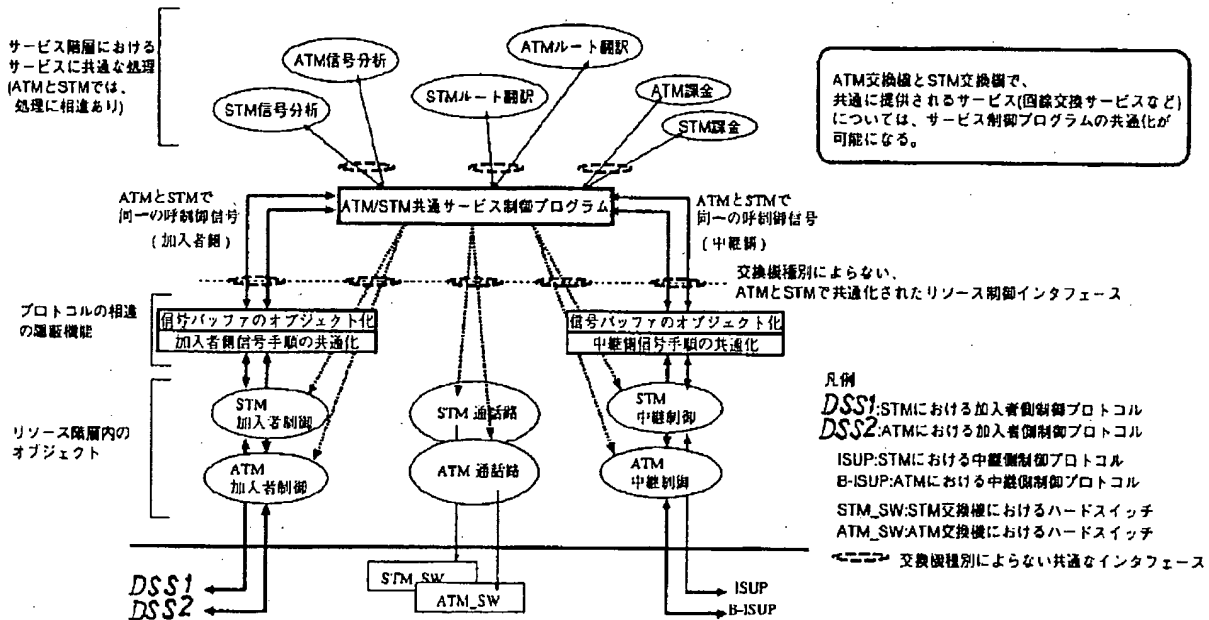 サービス階層における
サービスに共通な処理
(ATMとSTMでは、
処理に相違あり)
ATM信号分析
STM信号分析
ATMルート翻訳
STMルート翻訳
ATM課金
STM課金
ATM交換機とSTM交換機で、
共通に提供されるサービス(回線交換サービスなど)
については、サービス制御プログラムの共通化が
可能になる。
ATMとSTMで
同一の呼制御信号
(加入者側)
ATM/STM共通サービス制御プログラム
ATMとSTMで
同一の呼制御信号
(中継側)
交換機種別によらない、
ATMとSTMで共通化されたリソース制御インタフェース
プロトコルの相違
の隠蔽機能
信号バッファのオブジェクト化
加入者側信号手順の共通化
信号バッファのオブジェクト化
中継側信号手順の共通化
リソース階層内の
オブジェクト
STM
加入者制御
ATM
加入者制御
STM 通話路
ATM 通話路
STM
中継制御
ATM
中継制御
凡例
DSS1:STMにおける加入者側制御プロトコル
DSS2:ATMにおける加入者側制御プロトコル
ISUP:STMにおける中継側制御プロトコル
B-ISUP:ATMにおける中継側制御プロトコル
STM_SW:STM交換機におけるハードスイッチ
ATM_SW:ATM交換機におけるハードスイッチ
交換機種別によらない共通なインタフェース
DSS1
DSS2
STM_SW
ATM_SW
ISUP
B-ISUP